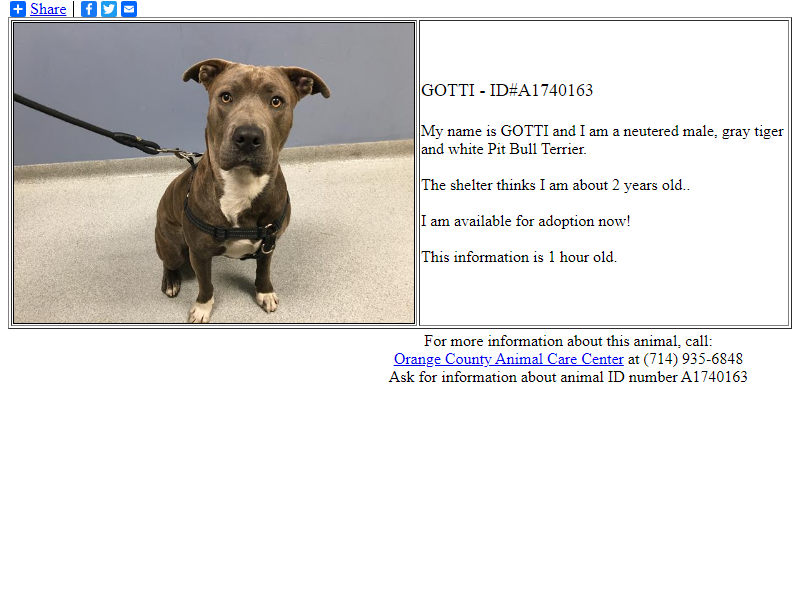 Share
GOTTI - ID#A1740163
My name is GOTTI and I am a neutered male, gray tiger
and white Pit Bull Terrier.
The shelter thinks I am about 2 years old..
I am available for adoption now!
This information is 1 hour old.
For more information about this animal, call:
Orange County Animal Care Center at (714) 935-6848
Ask for information about animal ID number A1740163